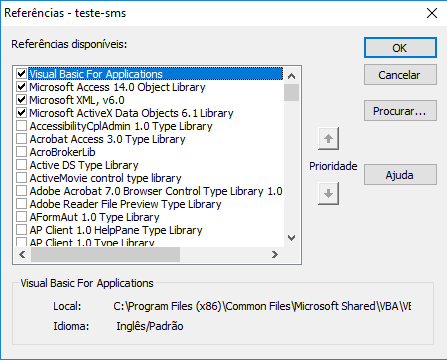 Referências - teste-sms
Referências disponíveis:
OK
Visual Basic For Applications
Microsoft Access 14.0 Object Library
Microsoft XML, v6.0
Microsoft ActiveX Data Objects 6.1 Library
AccessibilityCplAdmin 1.0 Type Library
Acrobat Access 3.0 Type Library
AcroBrokerLib
Active DS Type Library
ActiveMovie control type library
Adobe Acrobat 7.0 Browser Control Type Library 1.0
Adobe Reader File Preview Type Library
AFormAut 1.0 Type Library
AP Client 1.0 HelpPane Type Library
AP Client 1.0 Type Library
Cancelar
Procurar...
Prioridade
Ajuda
Visual Basic For Applications
Local: C:\Program Files (x86)\Common Files\Microsoft Shared\VBA\VB
Idioma: Inglês/Padrão